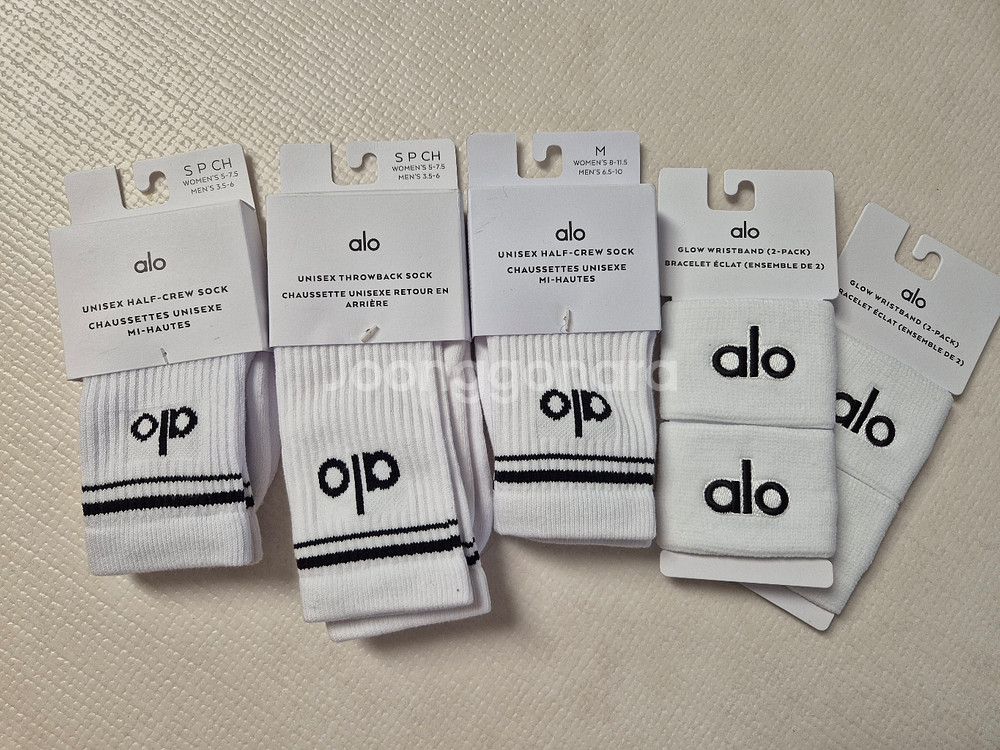 S P CH
WOMEN'S 5-7.5
MEN'S 3.5-6
alo
UNISEX HALF-CREW SOCK
CHAUSSETTES UNISEXE
MI-HAUTES
alo
S P CH
WOMEN'S 5-7.5
MEN'S 3.5-6
alo
UNISEX THROWBACK SOCK
CHAUSSETTE UNISEXE RETOUR EN
ARRIÈRE
alo
M
WOMEN'S 8-11.5
MEN'S 6.5-10
alo
UNISEX HALF-CREW SOCK
CHAUSSETTES UNISEXE
MI-HAUTES
alo
alo
GLOW WRISTBAND (2-PACK)
BRACELET ÉCLAT (ENSEMBLE DE 2)
alo
alo
alo
GLOW WRISTBAND (2-PACK)
BRACELET ÉCLAT (ENSEMBLE DE 2)
alo
Joonggonara